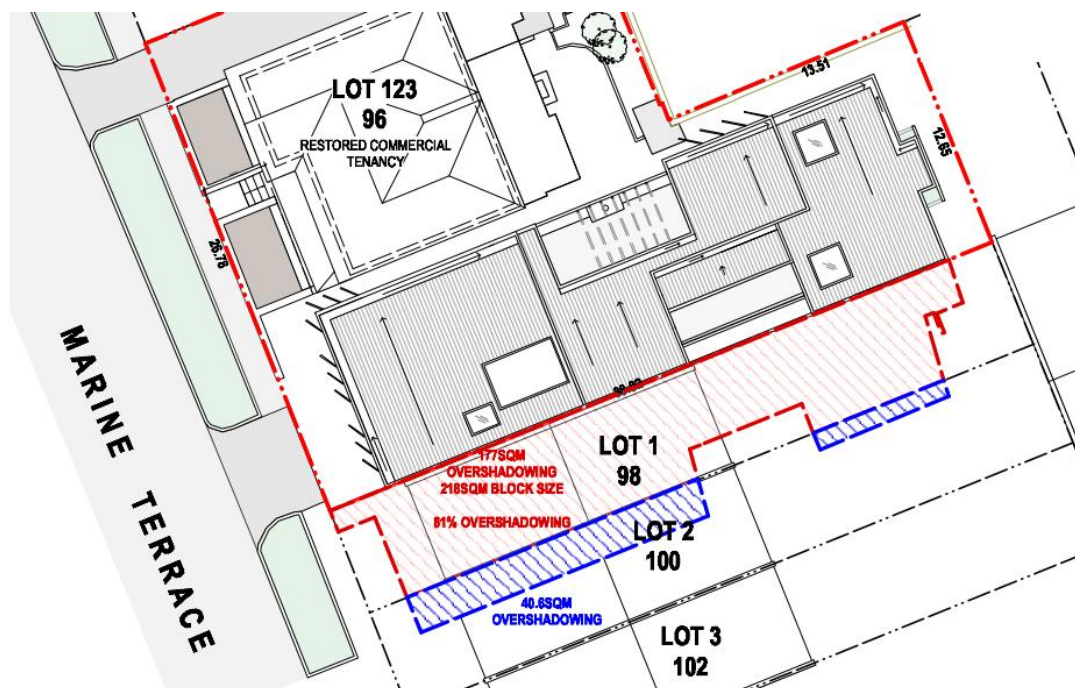 LOT 123
96
RESTORED COMMERCIAL
TENANCY
13.51
12.65
26.78
MARINE TERRACE
LOT 1
98
177SQM
OVERSHADOWING
218SQM BLOCK SIZE
81% OVERSHADOWING
LOT 2
100
40.6SQM
OVERSHADOWING
LOT 3
102